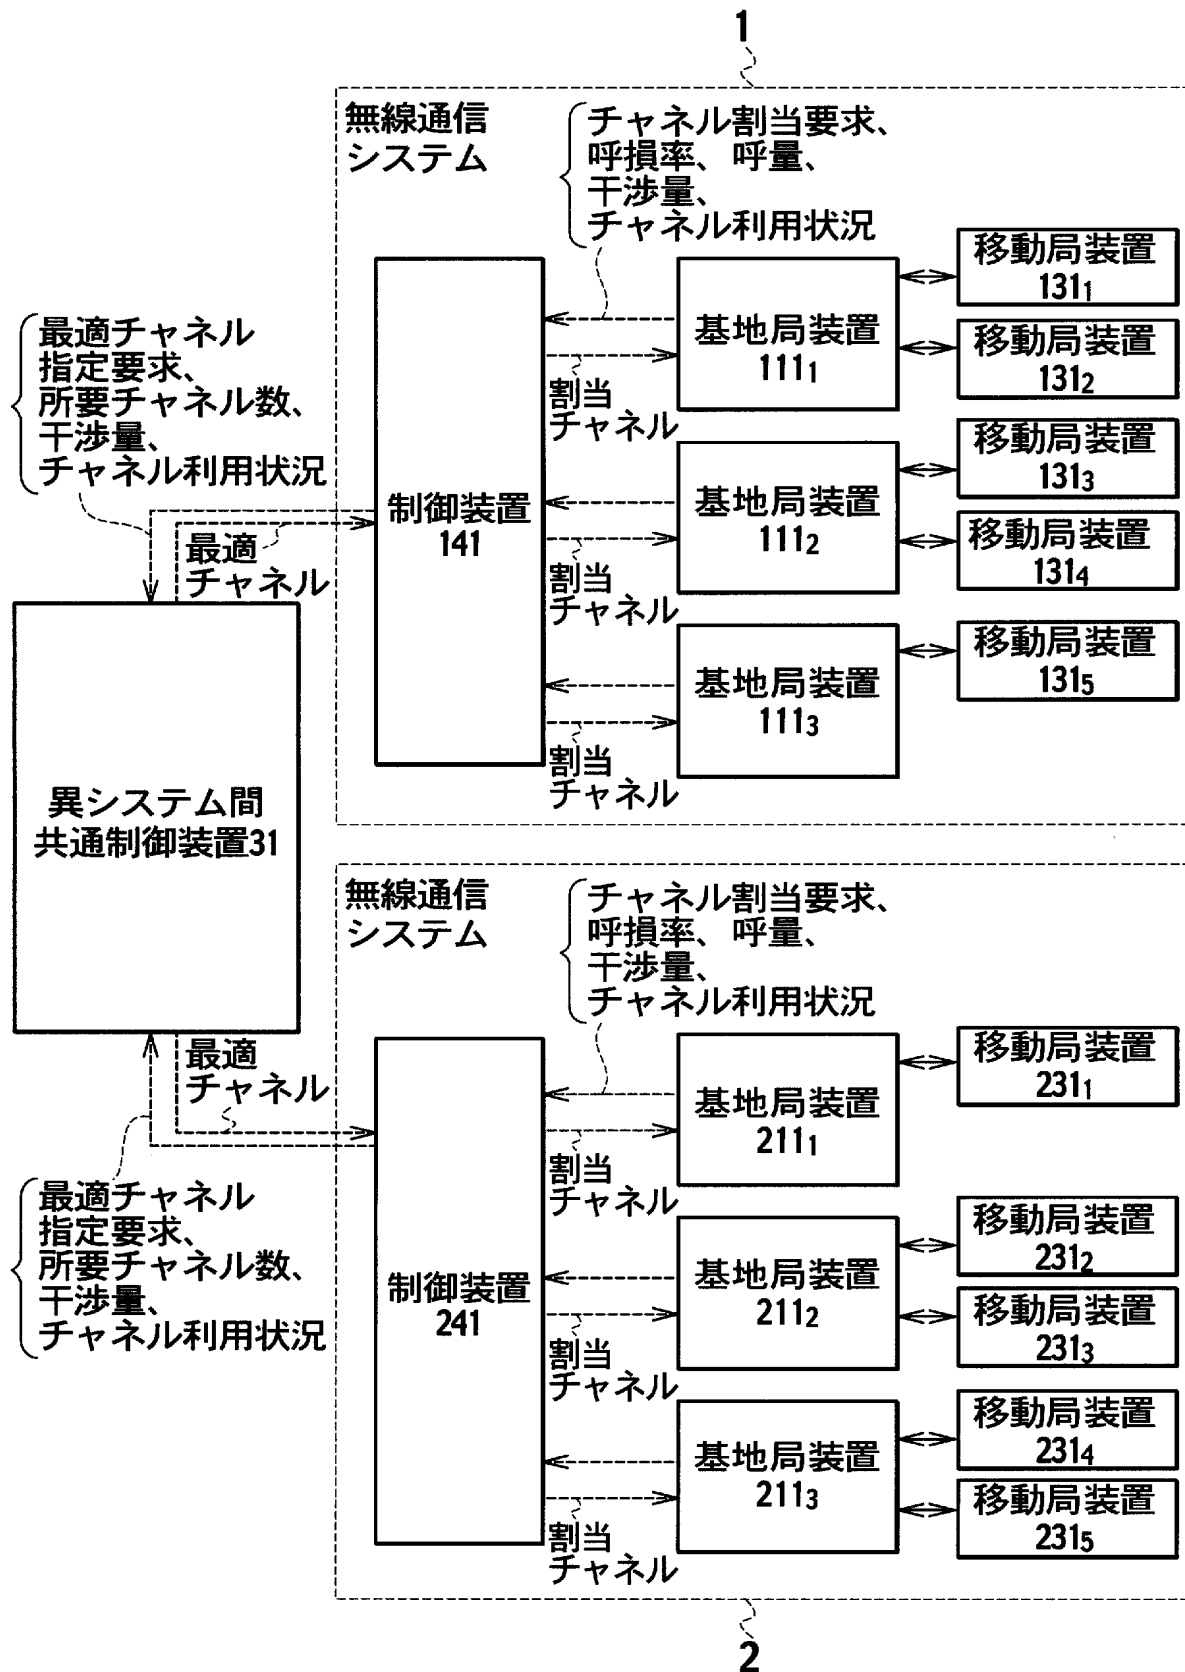 1
無線通信
システム
チャネル割当要求、
呼損率、呼量、
干渉量、
チャネル利用状況
移動局装置
131₁
基地局装置
111₁
移動局装置
131₂
割当
チャネル
最適チャネル
指定要求、
所要チャネル数、
干渉量、
チャネル利用状況
制御装置
141
移動局装置
131₃
基地局装置
111₂
移動局装置
131₄
割当
チャネル
最適
チャネル
移動局装置
131₅
基地局装置
111₃
割当
チャネル
異システム間
共通制御装置31
無線通信
システム
チャネル割当要求、
呼損率、呼量、
干渉量、
チャネル利用状況
最適
チャネル
移動局装置
231₁
基地局装置
211₁
割当
チャネル
最適チャネル
指定要求、
所要チャネル数、
干渉量、
チャネル利用状況
制御装置
241
移動局装置
231₂
基地局装置
211₂
移動局装置
231₃
割当
チャネル
移動局装置
231₄
基地局装置
211₃
移動局装置
231₅
割当
チャネル
2